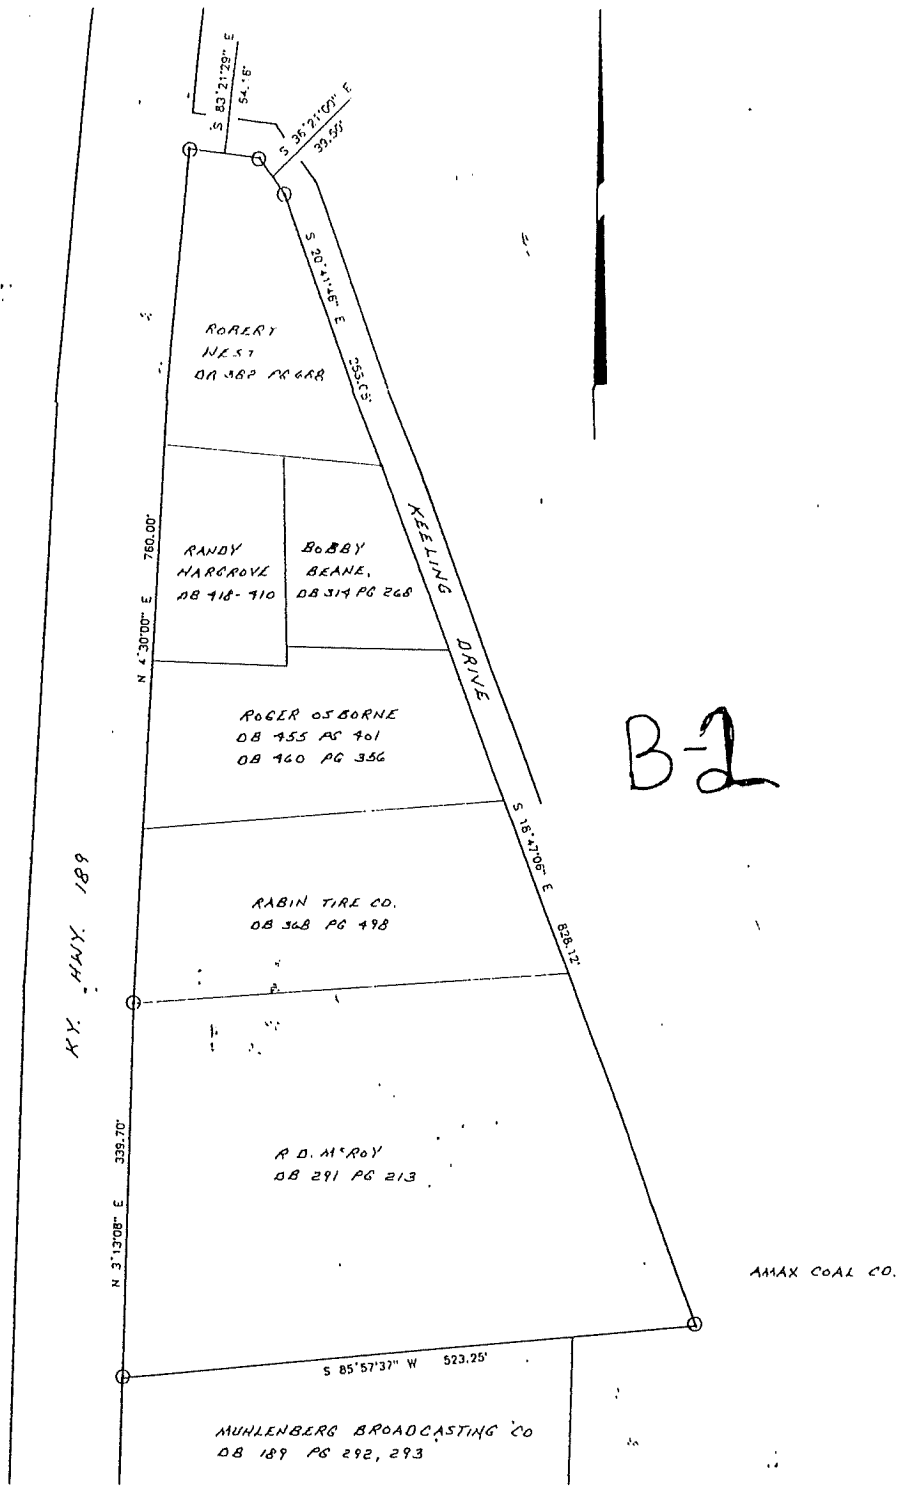 S 83°21'29" E
54.16'
S 36°21'00" E
39.50'
S 20°41'46" E
ROBERT
WEST
DB 382 PG 688
N 4°30'00" E 760.00'
RANDY
HARGROVE
DB 418-410
BOBBY
BEANE,
DB 314 PG 268
KEELING DRIVE
ROGER OSBORNE
DB 455 PG 401
DB 460 PG 356
B-2
S 18°47'06" E 828.12'
KY. HWY. 189
RABIN TIRE CO.
DB 368 PG 498
R D. McROY
DB 291 PG 213
N 3°13'08" E 339.70'
AMAX COAL CO.
S 85°57'37" W 523.25'
MUHLENBERG BROADCASTING CO
DB 189 PG 292, 293